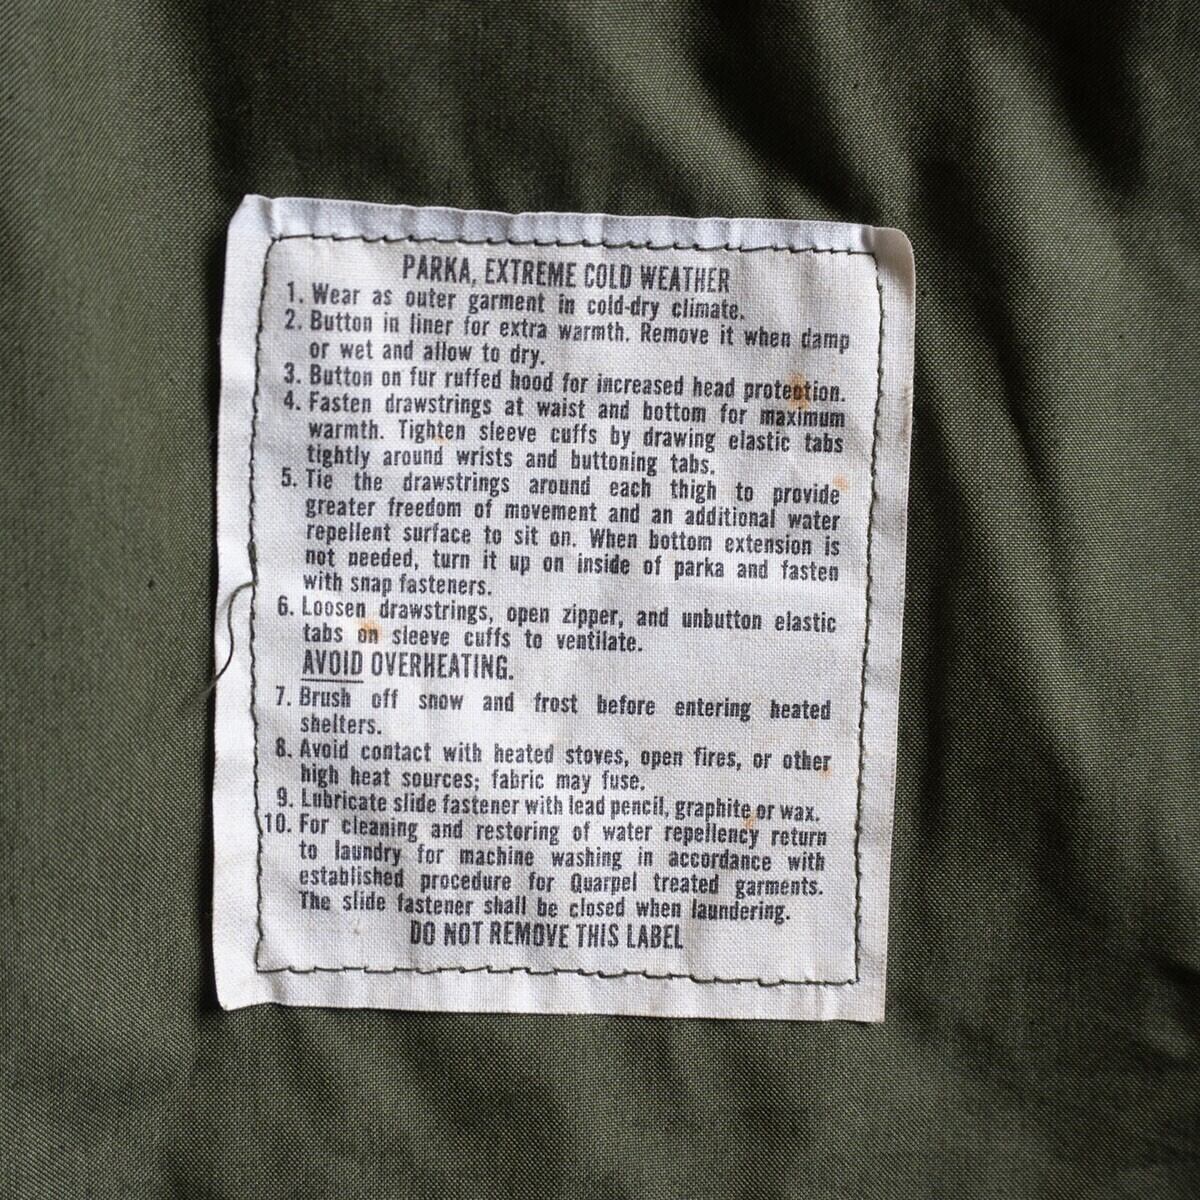 PARKA, EXTREME COLD WEATHER
1. Wear as outer garment in cold-dry climate.
2. Button in liner for extra warmth. Remove it when damp
or wet and allow to dry.
3. Button on fur ruffed hood for increased head protection.
4. Fasten drawstrings at waist and bottom for maximum
warmth. Tighten sleeve cuffs by drawing elastic tabs
tightly around wrists and buttoning tabs.
5. Tie the drawstrings around each thigh to provide
greater freedom of movement and an additional water
repellent surface to sit on. When bottom extension is
not needed, turn it up on inside of parka and fasten
with snap fasteners.
6. Loosen drawstrings, open zipper, and unbutton elastic
tabs on sleeve cuffs to ventilate.
AVOID OVERHEATING.
7. Brush off snow and frost before entering heated
shelters.
8. Avoid contact with heated stoves, open fires, or other
high heat sources; fabric may fuse.
9. Lubricate slide fastener with lead pencil, graphite or wax.
10. For cleaning and restoring of water repellency return
to laundry for machine washing in accordance with
established procedure for Quarpel treated garments.
The slide fastener shall be closed when laundering.
DO NOT REMOVE THIS LABEL